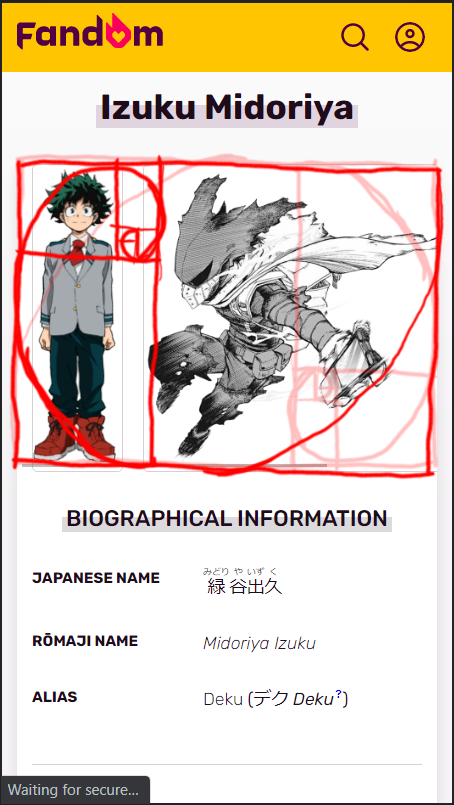 Fandom
Izuku Midoriya
BIOGRAPHICAL INFORMATION
JAPANESE NAME
みどり や いず く
緑 谷出久
RŌMAJI NAME
Midoriya Izuku
ALIAS
Deku (デク Deku?)
Waiting for secure...